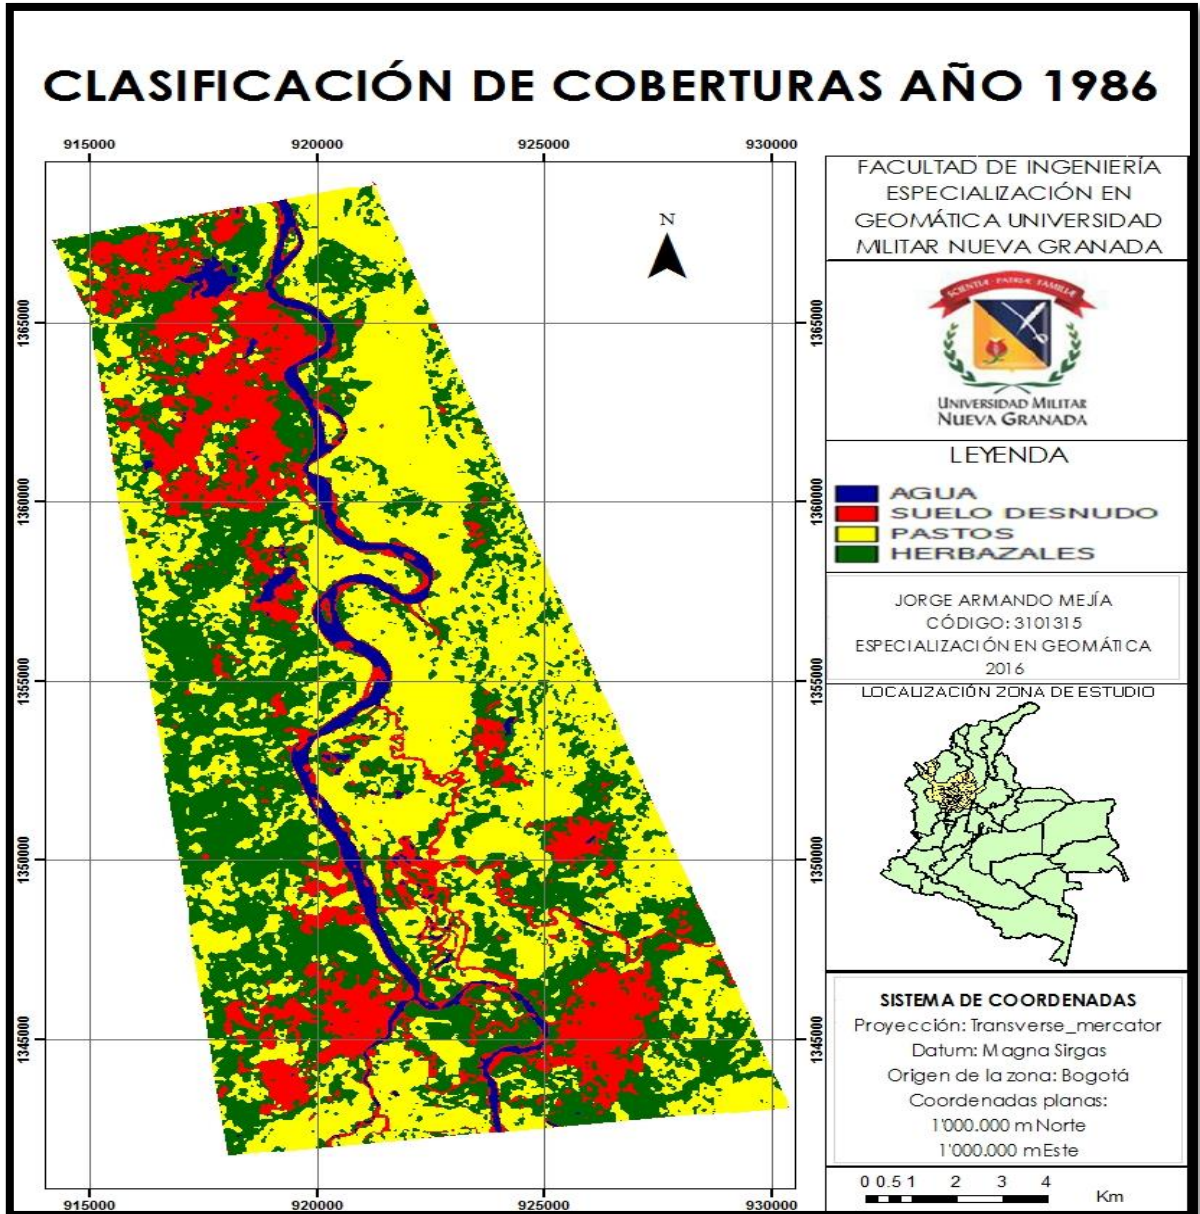 CLASIFICACIÓN DE COBERTURAS AÑO 1986
915000 920000 925000 930000
FACULTAD DE INGENIERÍA
ESPECIALIZACIÓN EN
GEOMÁTICA UNIVERSIDAD
MILITAR NUEVA GRANADA
N
SCIENTIÆ PATRIÆ FAMILIÆ
UNIVERSIDAD MILITAR
NUEVA GRANADA
LEYENDA
AGUA
SUELO DESNUDO
PASTOS
HERBAZALES
JORGE ARMANDO MEJÍA
CÓDIGO: 3101315
ESPECIALIZACIÓN EN GEOMÁTICA
2016
LOCALIZACIÓN ZONA DE ESTUDIO
SISTEMA DE COORDENADAS
Proyección: Transverse_mercator
Datum: Magna Sirgas
Origen de la zona: Bogotá
Coordenadas planas:
1'000.000 m Norte
1'000.000 m Este
0 0.5 1 2 3 4
Km
1365000 1365000
1360000 1360000
1355000 1355000
1350000 1350000
1345000 1345000
915000 920000 925000 930000